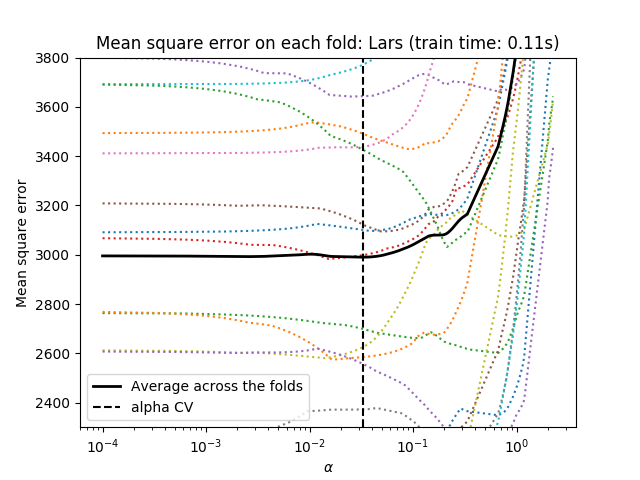 Mean square error on each fold: Lars (train time: 0.11s)
3800
3600
3400
3200
3000
2800
2600
2400
Mean square error
Average across the folds
alpha CV
10⁻⁴ 10⁻³ 10⁻² 10⁻¹ 10⁰
α